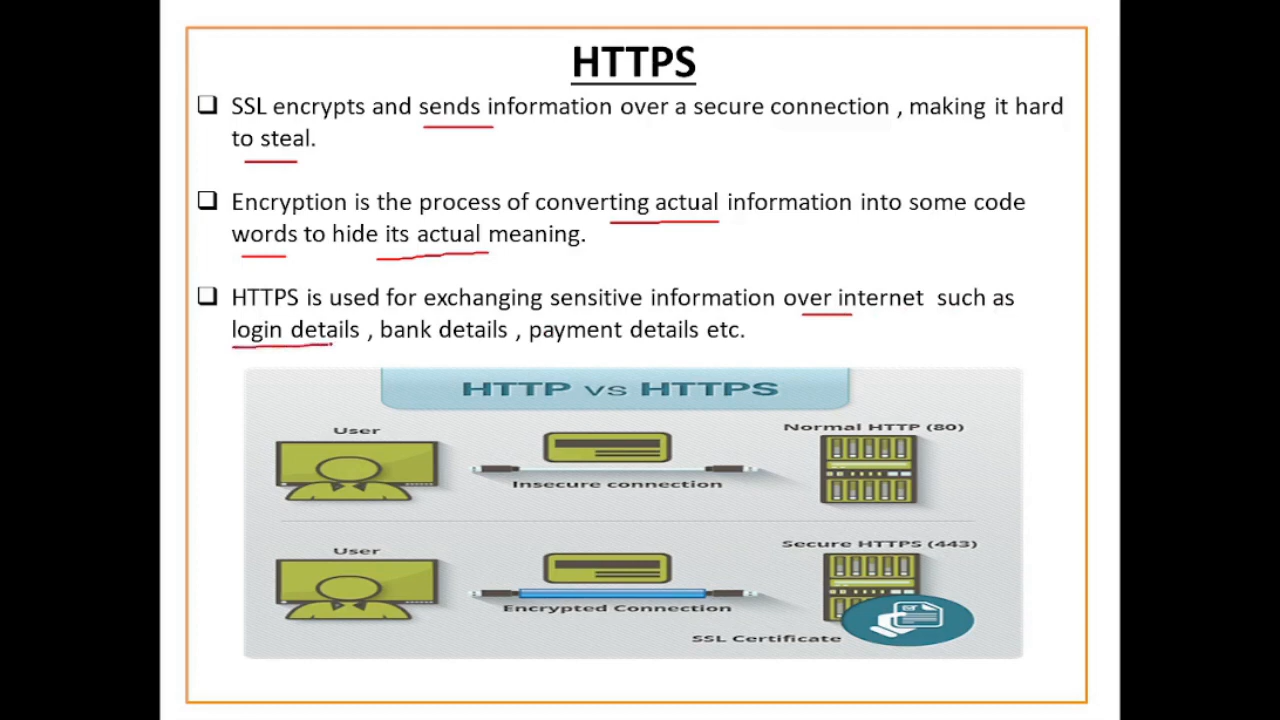 HTTPS
SSL encrypts and sends information over a secure connection , making it hard
to steal.
Encryption is the process of converting actual information into some code
words to hide its actual meaning.
HTTPS is used for exchanging sensitive information over internet such as
login details , bank details , payment details etc.
HTTP vs HTTPS
User
Normal HTTP (80)
Insecure connection
User
Secure HTTPS (443)
Encrypted Connection
SSL Certificate